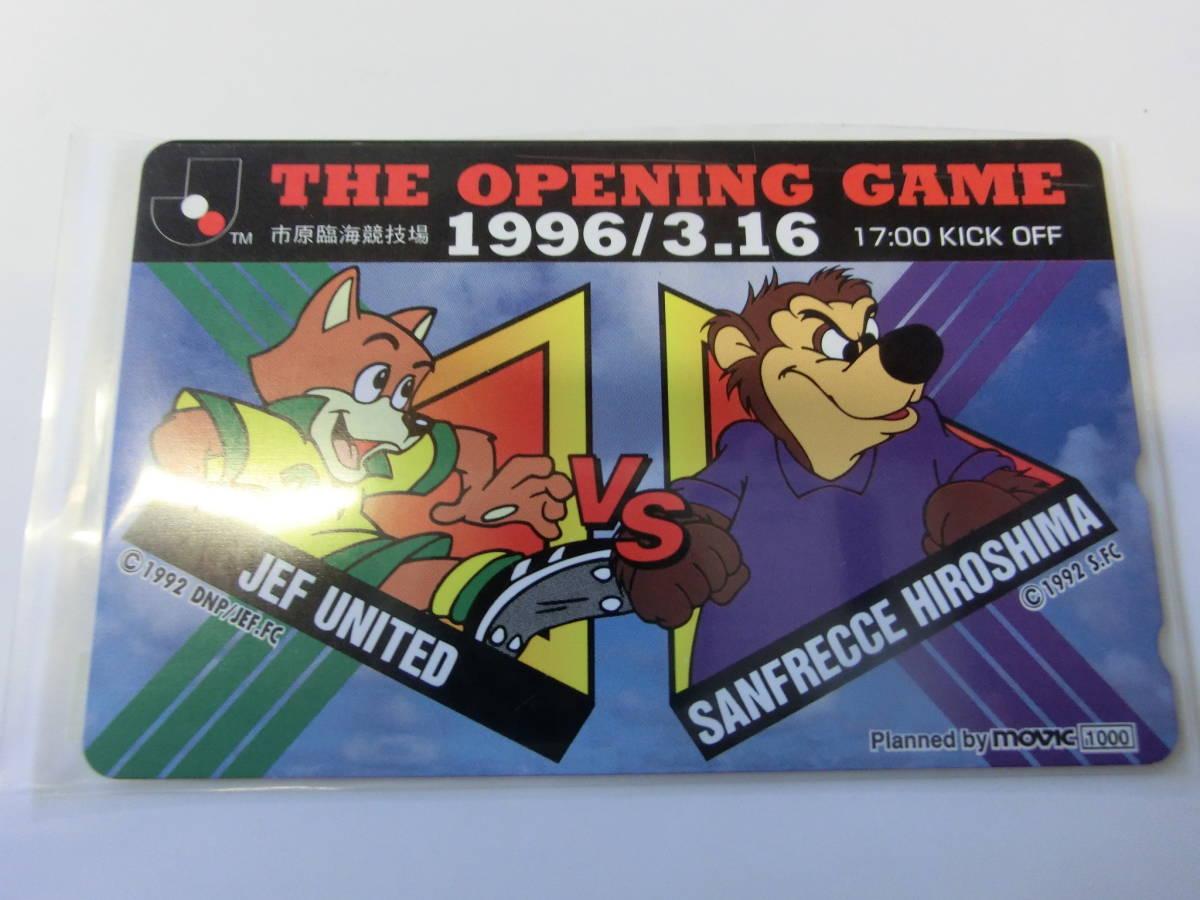 THE OPENING GAME
TM
市原臨海競技場 1996/3.16 17:00 KICK OFF
VS
JEF UNITED
©1992 DNP/JEF.FC
SANFRECCE HIROSHIMA
©1992 S.FC
Planned by movic 1000